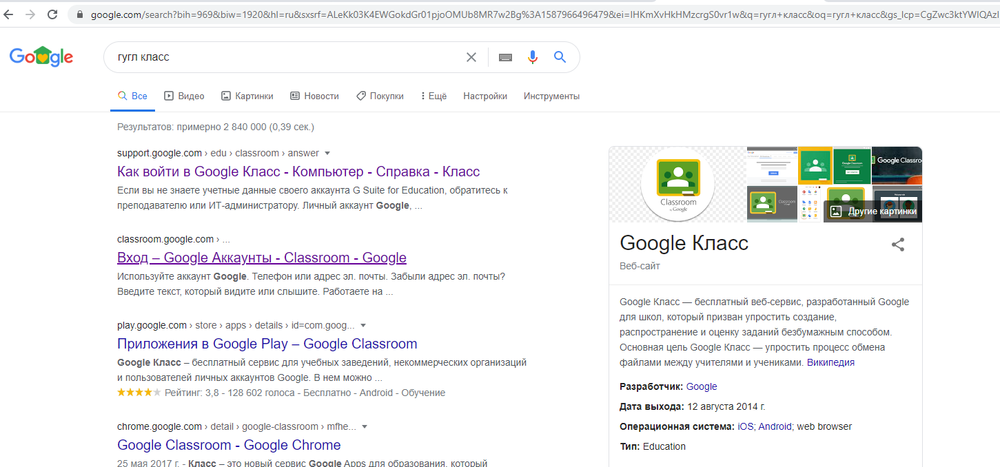 google.com/search?bih=969&biw=1920&hl=ru&sxsrf=ALeKk03K4EWGokdGr01pjoOMUb8MR7w2Bg%3A1587966496479&ei=IHKmXvHkHMzcrgS0vr1w&q=гугл+класс&oq=гугл+класс&gs_lcp=CgZwc3ktYWIQAzI
Google
гугл класс
Все Видео Картинки Новости Покупки Ещё Настройки Инструменты
Результатов: примерно 2 840 000 (0,39 сек.)
support.google.com › edu › classroom › answer
Как войти в Google Класс - Компьютер - Справка - Класс
Если вы не знаете учетные данные своего аккаунта G Suite for Education, обратитесь к
преподавателю или ИТ-администратору. Личный аккаунт Google, ...
classroom.google.com › ...
Вход – Google Аккаунты - Classroom - Google
Используйте аккаунт Google. Телефон или адрес эл. почты. Забыли адрес эл. почты?
Введите текст, который видите или слышите. Работаете на ...
play.google.com › store › apps › details › id=com.goog...
Приложения в Google Play – Google Classroom
Google Класс – бесплатный сервис для учебных заведений, некоммерческих организаций
и пользователей личных аккаунтов Google. В нем можно ...
Рейтинг: 3,8 - 128 602 голоса - Бесплатно - Android - Обучение
chrome.google.com › detail › google-classroom › mfhe...
Google Classroom - Google Chrome
25 мая 2017 г. - Класс – это новый сервис Google Apps для образования, который
Classroom
by Google
Google Classroom
Google Classro
Classroom
Другие картинки
Google Класс
Веб-сайт
Google Класс — бесплатный веб-сервис, разработанный Google
для школ, который призван упростить создание,
распространение и оценку заданий безбумажным способом.
Основная цель Google Класс — упростить процесс обмена
файлами между учителями и учениками. Википедия
Разработчик: Google
Дата выхода: 12 августа 2014 г.
Операционная система: iOS; Android; web browser
Тип: Education